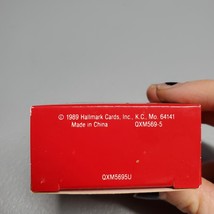 © 1989 Hallmark Cards, Inc., K.C., Mo. 64141
Made in China QXM569-5
QXM5695U